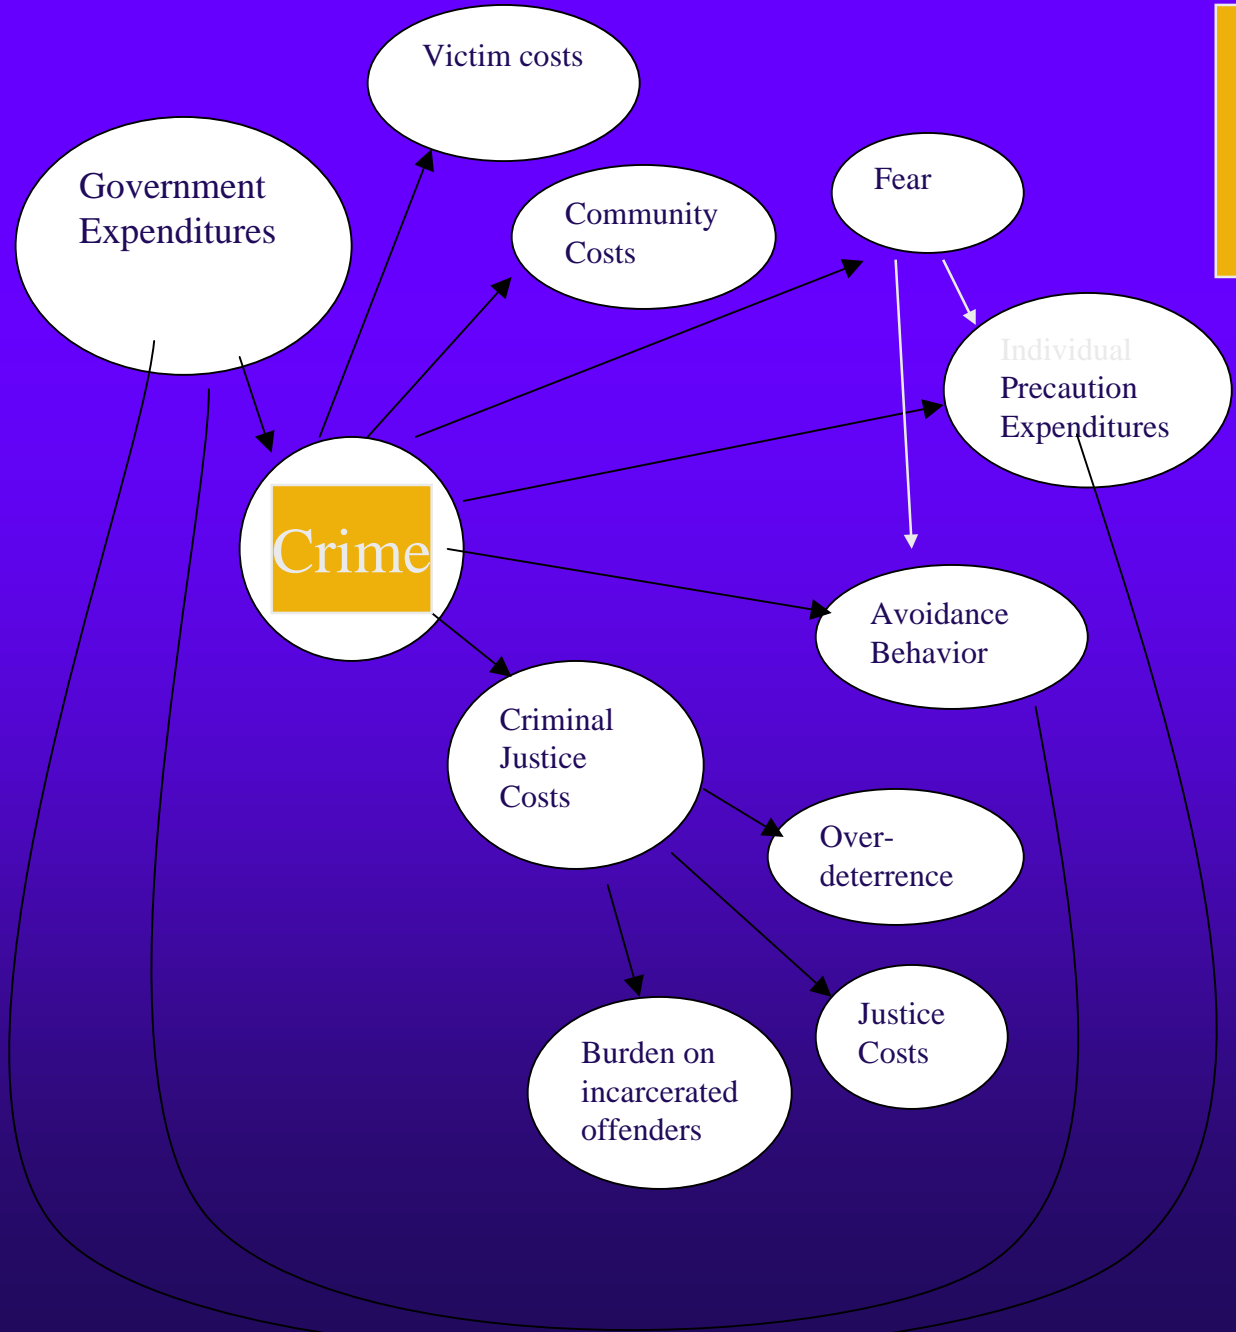 Victim costs
Government
Expenditures
Community
Costs
Fear
Individual
Precaution
Expenditures
Crime
Avoidance
Behavior
Criminal
Justice
Costs
Over-
deterrence
Justice
Costs
Burden on
incarcerated
offenders